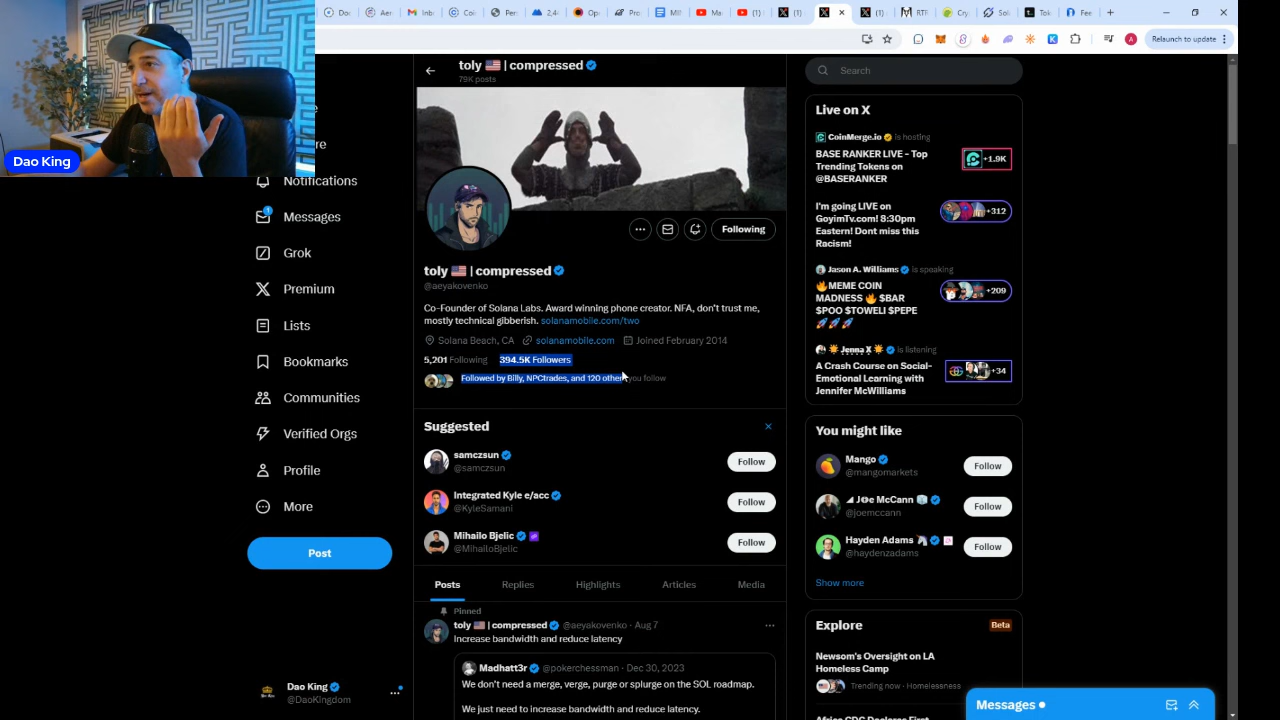 Dao King
Relaunch to update
toly 🇺🇸 | compressed
79K posts
Search
Notifications
Messages
Grok
Premium
Lists
Bookmarks
Communities
Verified Orgs
Profile
More
Post
Dao King
@DaoKingdom
Following
toly 🇺🇸 | compressed
@aeyakovenko
Co-Founder of Solana Labs. Award winning phone creator. NFA, don't trust me,
mostly technical gibberish. solanamobile.com/two
Solana Beach, CA solanamobile.com Joined February 2014
5,201 Following 394.5K Followers
Followed by Billy, NPCtrades, and 120 others you follow
Suggested
samczsun
@samczsun
Follow
Integrated Kyle e/acc
@KyleSamani
Follow
Mihailo Bjelic
@MihailoBjelic
Follow
Posts Replies Highlights Articles Media
Pinned
toly 🇺🇸 | compressed @aeyakovenko · Aug 7
Increase bandwidth and reduce latency
Madhatt3r @pokerchessman · Dec 30, 2023
We don't need a merge, verge, purge or splurge on the SOL roadmap.
We just need to increase bandwidth and reduce latency.
Live on X
CoinMerge.io is hosting
BASE RANKER LIVE - Top
Trending Tokens on
@BASERANKER
+1.9K
I'm going LIVE on
GoyimTv.com! 8:30pm
Eastern! Dont miss this
Racism!
+312
Jason A. Williams is speaking
🔥MEME COIN
MADNESS 🔥 $BAR
$POO $TOWELI $PEPE
🚀🚀🚀
+209
☀️ Jenna X ☀️ is listening
A Crash Course on Social-
Emotional Learning with
Jennifer McWilliams
+34
You might like
Mango
@mangomarkets
Follow
Joe McCann
@joemccann
Follow
Hayden Adams
@haydenzadams
Follow
Show more
Explore
Beta
Newsom's Oversight on LA
Homeless Camp
Trending now · Homelessness
Africa CDC Declares First
Messages